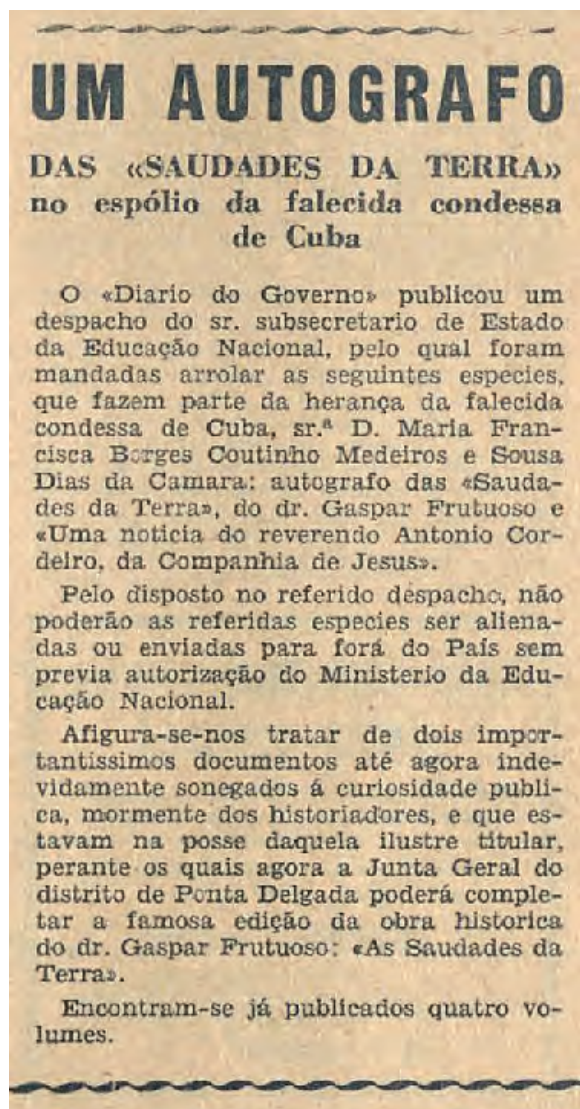 UM AUTOGRAFO
DAS «SAUDADES DA TERRA»
no espólio da falecida condessa
de Cuba
O «Diario do Governo» publicou um
despacho do sr. subsecretario de Estado
da Educação Nacional, pelo qual foram
mandadas arrolar as seguintes especies,
que fazem parte da herança da falecida
condessa de Cuba, sr.ª D. Maria Fran-
cisca Borges Coutinho Medeiros e Sousa
Dias da Camara: autografo das «Sauda-
des da Terra», do dr. Gaspar Frutuoso e
«Uma noticia do reverendo Antonio Cor-
deiro, da Companhia de Jesus».
Pelo disposto no referido despacho, não
poderão as referidas especies ser aliena-
das ou enviadas para forá do País sem
previa autorização do Ministerio da Edu-
cação Nacional.
Afigura-se-nos tratar de dois impor-
tantissimos documentos até agora inde-
vidamente sonegados á curiosidade publi-
ca, mormente dos historiadores, e que es-
tavam na posse daquela ilustre titular,
perante os quais agora a Junta Geral do
distrito de Ponta Delgada poderá comple-
tar a famosa edição da obra historica
do dr. Gaspar Frutuoso: «As Saudades da
Terra».
Encontram-se já publicados quatro vo-
lumes.